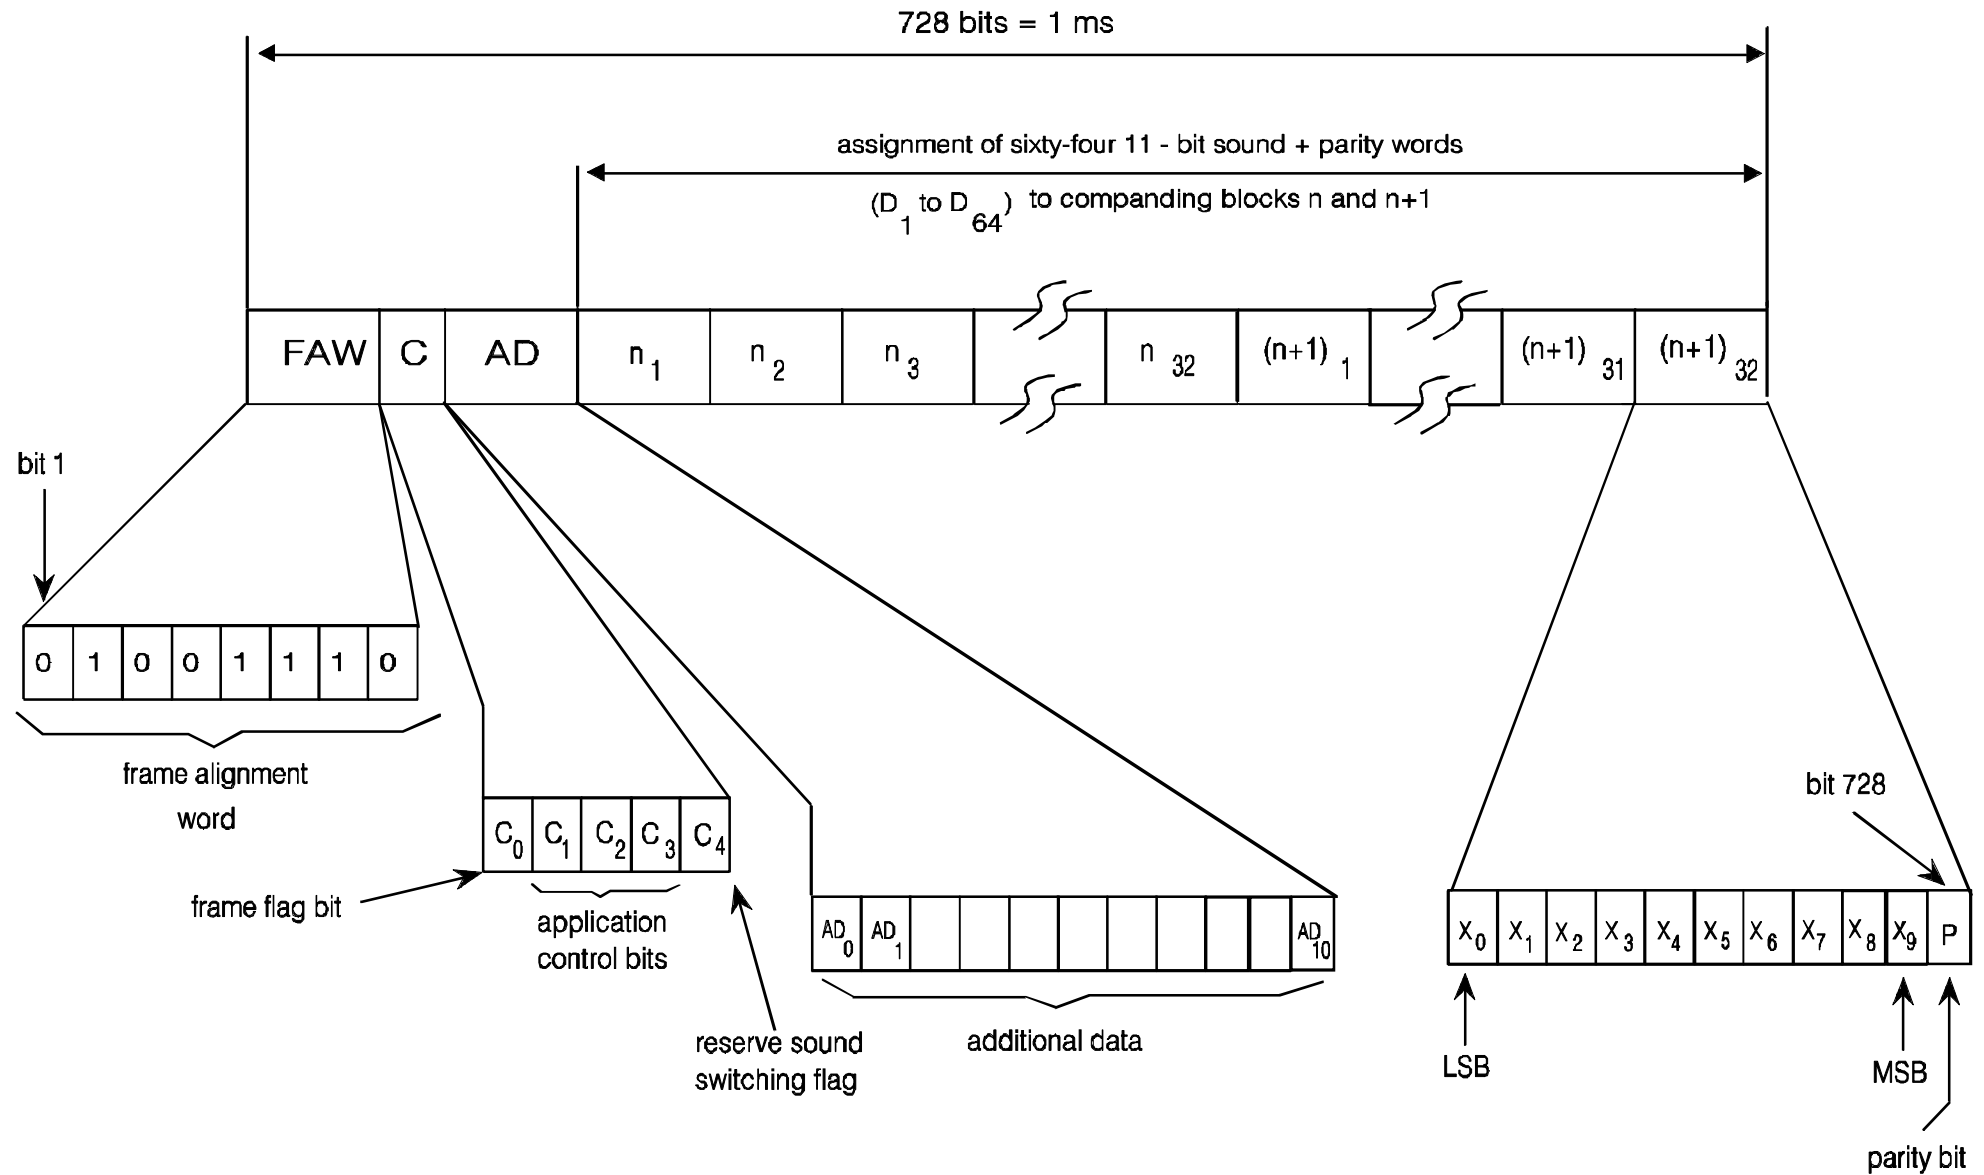 728 bits = 1 ms
assignment of sixty-four 11 - bit sound + parity words
(D1 to D64) to companding blocks n and n+1
FAW C AD n1 n2 n3 n32 (n+1)1 (n+1)31 (n+1)32
bit 1
0 1 0 0 1 1 1 0
frame alignment
word
bit 728
C0 C1 C2 C3 C4
frame flag bit
application
control bits
reserve sound
switching flag
AD0 AD1 AD10
additional data
X0 X1 X2 X3 X4 X5 X6 X7 X8 X9 P
LSB
MSB
parity bit